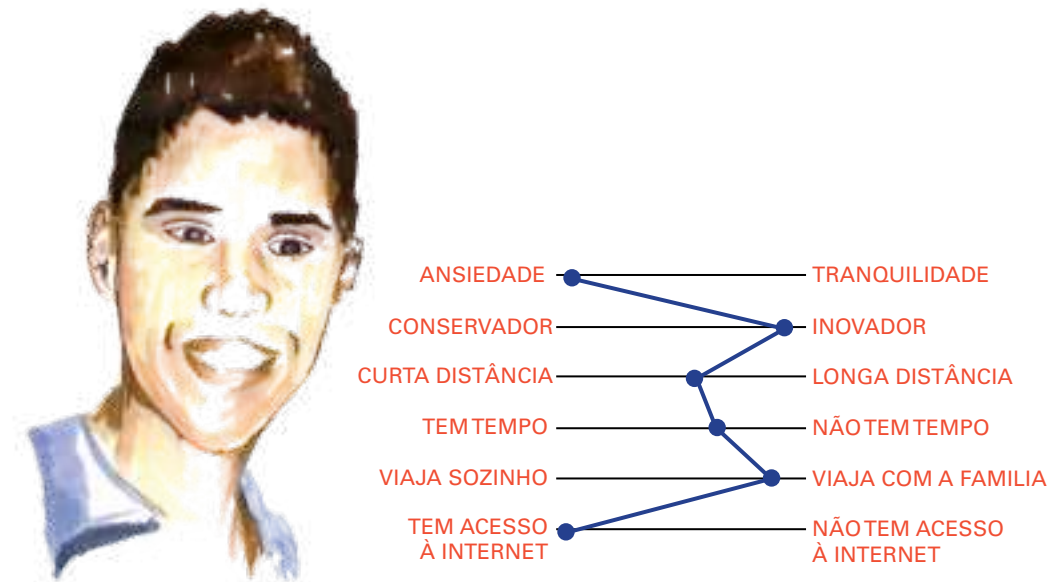 ANSIEDADE TRANQUILIDADE
CONSERVADOR INOVADOR
CURTA DISTÂNCIA LONGA DISTÂNCIA
TEM TEMPO NÃO TEM TEMPO
VIAJA SOZINHO VIAJA COM A FAMILIA
TEM ACESSO NÃO TEM ACESSO
À INTERNET À INTERNET